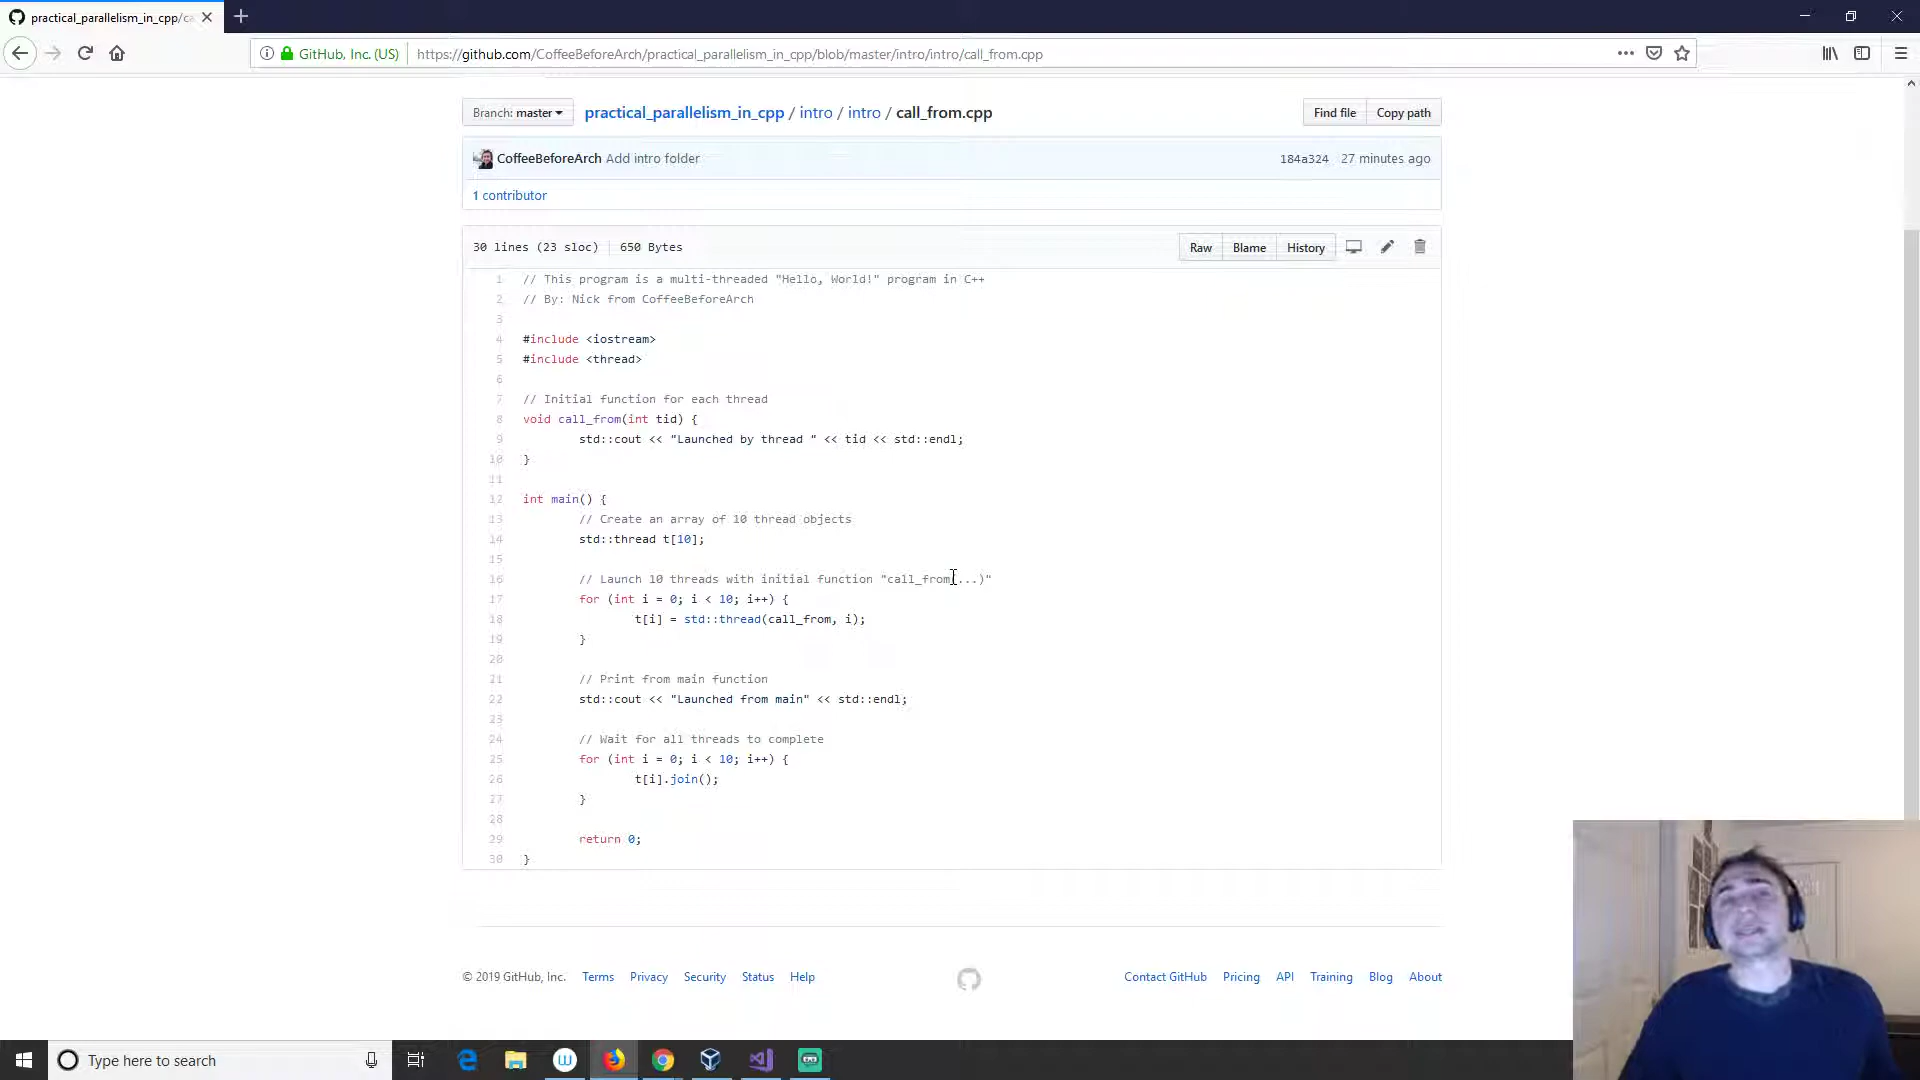 practical_parallelism_in_cpp/ca
GitHub, Inc. (US)
https://github.com/CoffeeBeforeArch/practical_parallelism_in_cpp/blob/master/intro/intro/call_from.cpp
Branch: master
practical_parallelism_in_cpp / intro / intro / call_from.cpp
Find file
Copy path
CoffeeBeforeArch Add intro folder
184a324 27 minutes ago
1 contributor
30 lines (23 sloc) 650 Bytes
Raw
Blame
History
1 // This program is a multi-threaded "Hello, World!" program in C++
2 // By: Nick from CoffeeBeforeArch
3
4 #include <iostream>
5 #include <thread>
6
7 // Initial function for each thread
8 void call_from(int tid) {
9 std::cout << "Launched by thread " << tid << std::endl;
10 }
11
12 int main() {
13 // Create an array of 10 thread objects
14 std::thread t[10];
15
16 // Launch 10 threads with initial function "call_from(...)"
17 for (int i = 0; i < 10; i++) {
18 t[i] = std::thread(call_from, i);
19 }
20
21 // Print from main function
22 std::cout << "Launched from main" << std::endl;
23
24 // Wait for all threads to complete
25 for (int i = 0; i < 10; i++) {
26 t[i].join();
27 }
28
29 return 0;
30 }
© 2019 GitHub, Inc. Terms Privacy Security Status Help
Contact GitHub Pricing API Training Blog About
Type here to search